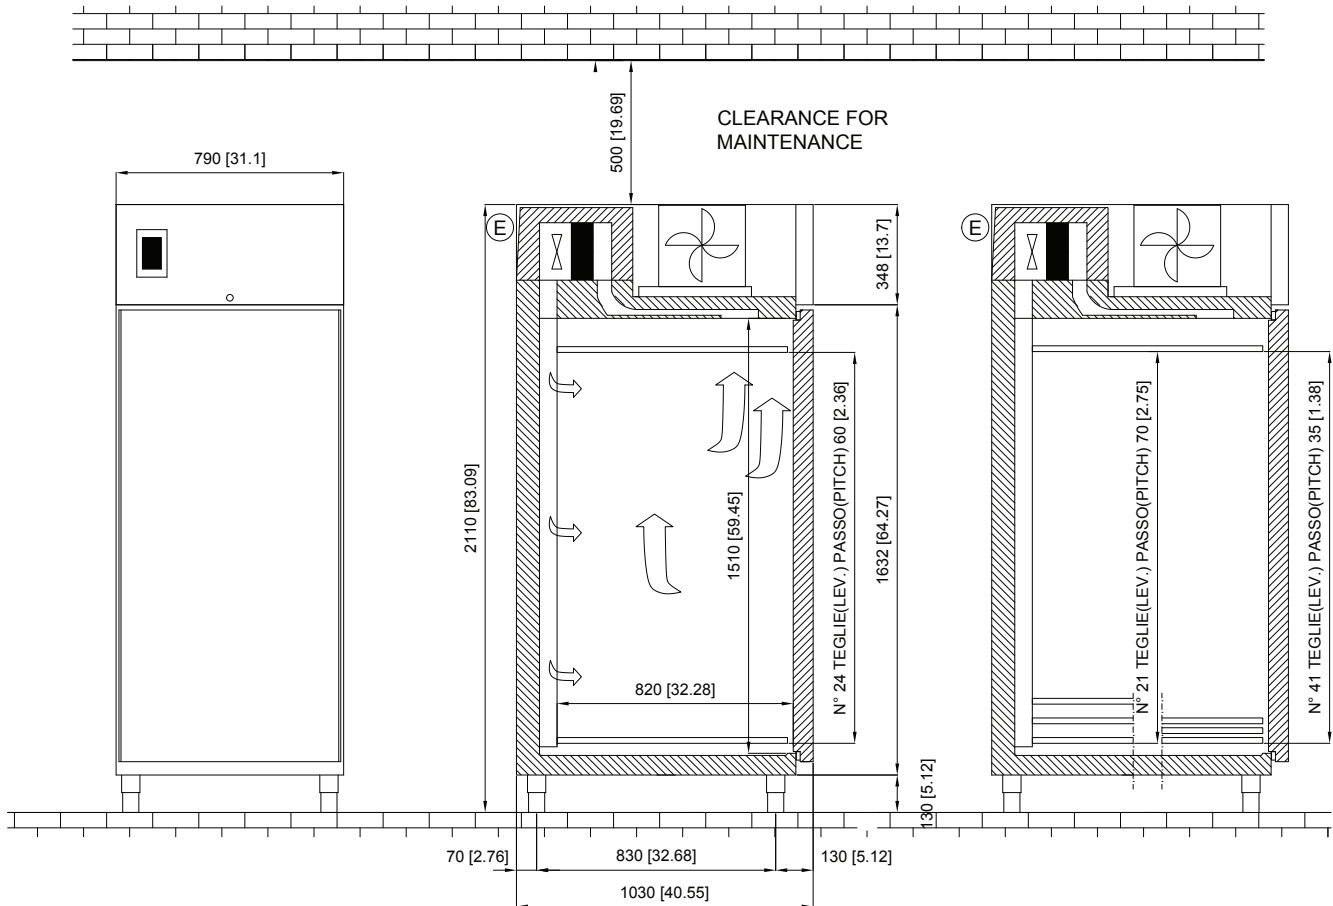 500 [19.69]
CLEARANCE FOR
MAINTENANCE
790 [31.1]
E
E
348 [13.7]
2110 [83.09]
1510 [59.45]
N° 24 TEGLIE(LEV.) PASSO(PITCH) 60 [2.36]
1632 [64.27]
N° 21 TEGLIE(LEV.) PASSO(PITCH) 70 [2.75]
N° 41 TEGLIE(LEV.) PASSO(PITCH) 35 [1.38]
820 [32.28]
130 [5.12]
70 [2.76]
830 [32.68]
130 [5.12]
1030 [40.55]